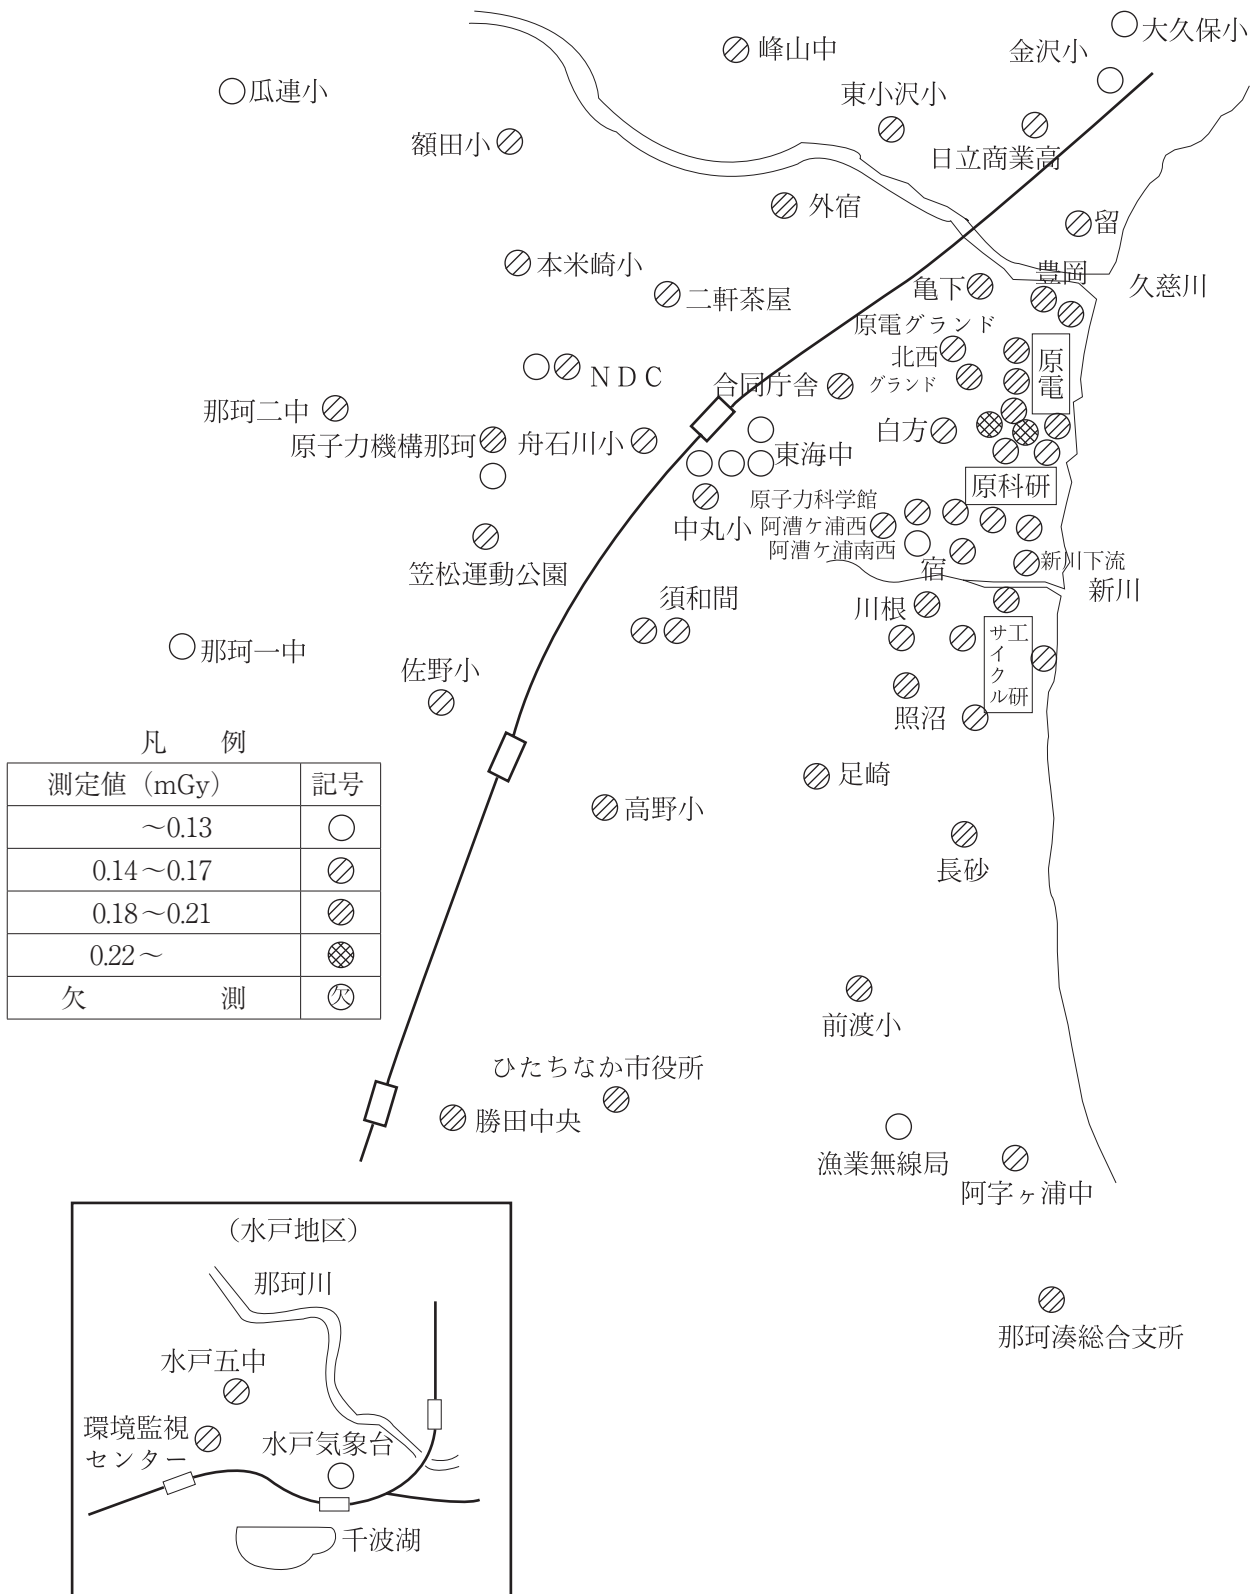 大久保小
峰山中
金沢小
瓜連小
東小沢小
額田小
日立商業高
外宿
留
本米崎小
豊岡
久慈川
亀下
二軒茶屋
原電グランド
北西
原電
NDC
合同庁舎
グランド
那珂二中
白方
原子力機構那珂
舟石川小
東海中
原科研
原子力科学館
中丸小
阿漕ケ浦西
阿漕ケ浦南西
新川下流
宿
笠松運動公園
新川
須和間
川根
サイクル工研
那珂一中
佐野小
照沼
凡 例
測定値（mGy） 記号
～0.13
0.14～0.17
0.18～0.21
0.22～
欠 測 欠
足崎
高野小
長砂
前渡小
ひたちなか市役所
勝田中央
漁業無線局
阿字ヶ浦中
那珂湊総合支所
（水戸地区）
那珂川
水戸五中
環境監視
センター
水戸気象台
千波湖